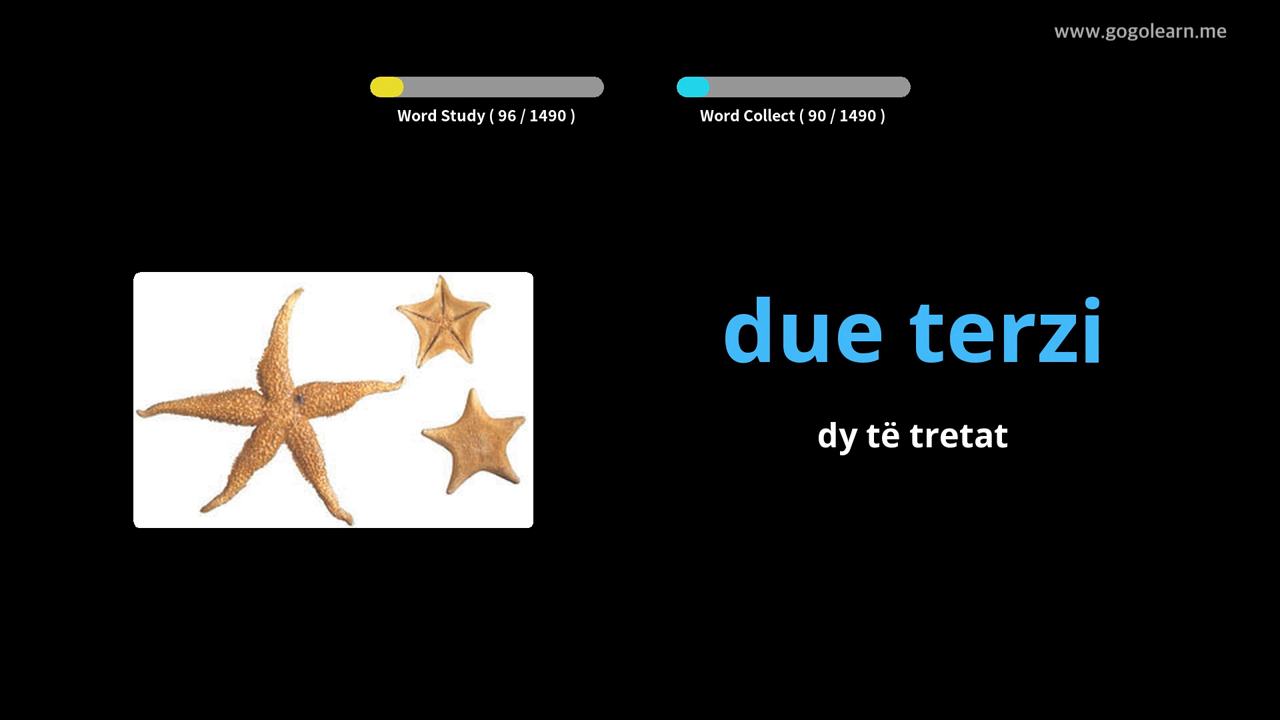 www.gogolearn.me
Word Study ( 96 / 1490 )
Word Collect ( 90 / 1490 )
due terzi
dy të tretat